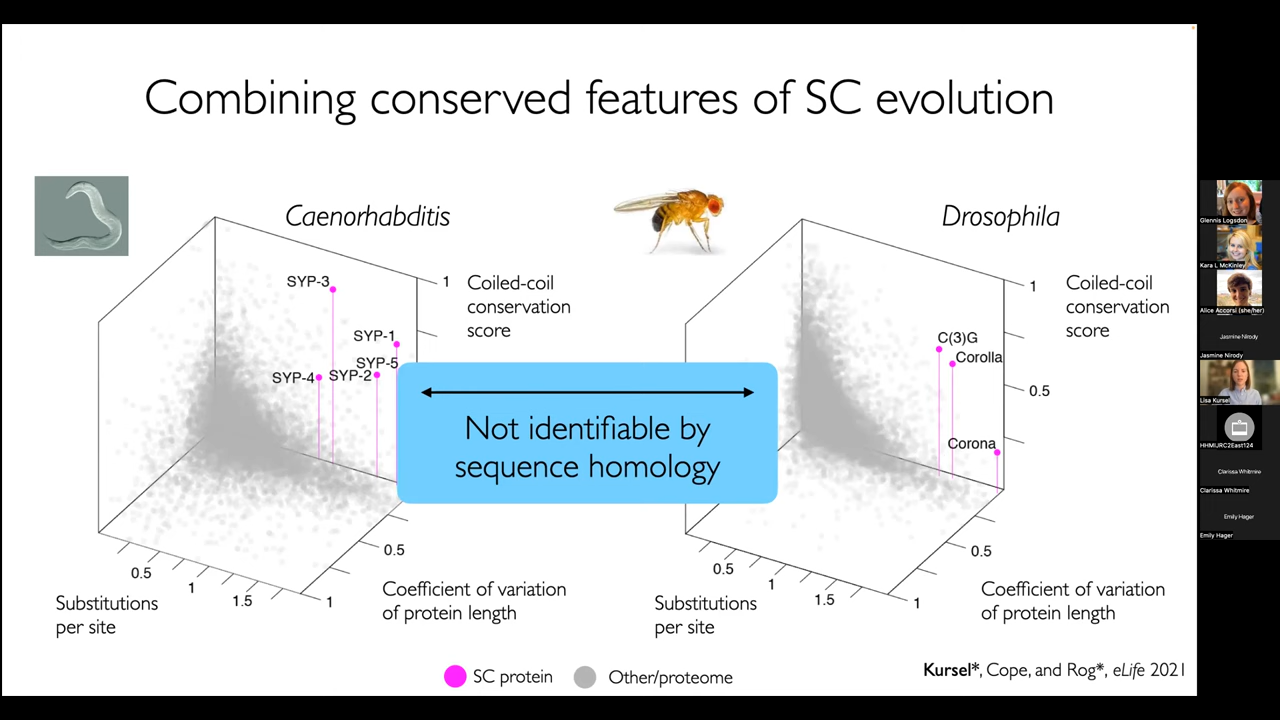 Combining conserved features of SC evolution
Caenorhabditis
Drosophila
SYP-3
SYP-1
SYP-5
SYP-4
SYP-2
1
Coiled-coil
conservation
score
0.5
1
1.5
Substitutions
per site
0.5
1
Coefficient of variation
of protein length
Not identifiable by
sequence homology
C(3)G
Corolla
Corona
1
0.5
Coiled-coil
conservation
score
0.5
1
1.5
Substitutions
per site
0.5
1
Coefficient of variation
of protein length
SC protein
Other/proteome
Kursel*, Cope, and Rog*, eLife 2021
Glennis Logsdon
Kara L McKinley
Alice Accorsi (she/her)
Jasmine Nirody
Jasmine Nirody
Lisa Kursel
HHMIJRC2East124
Clarissa Whitmire
Clarissa Whitmire
Emily Hager
Emily Hager